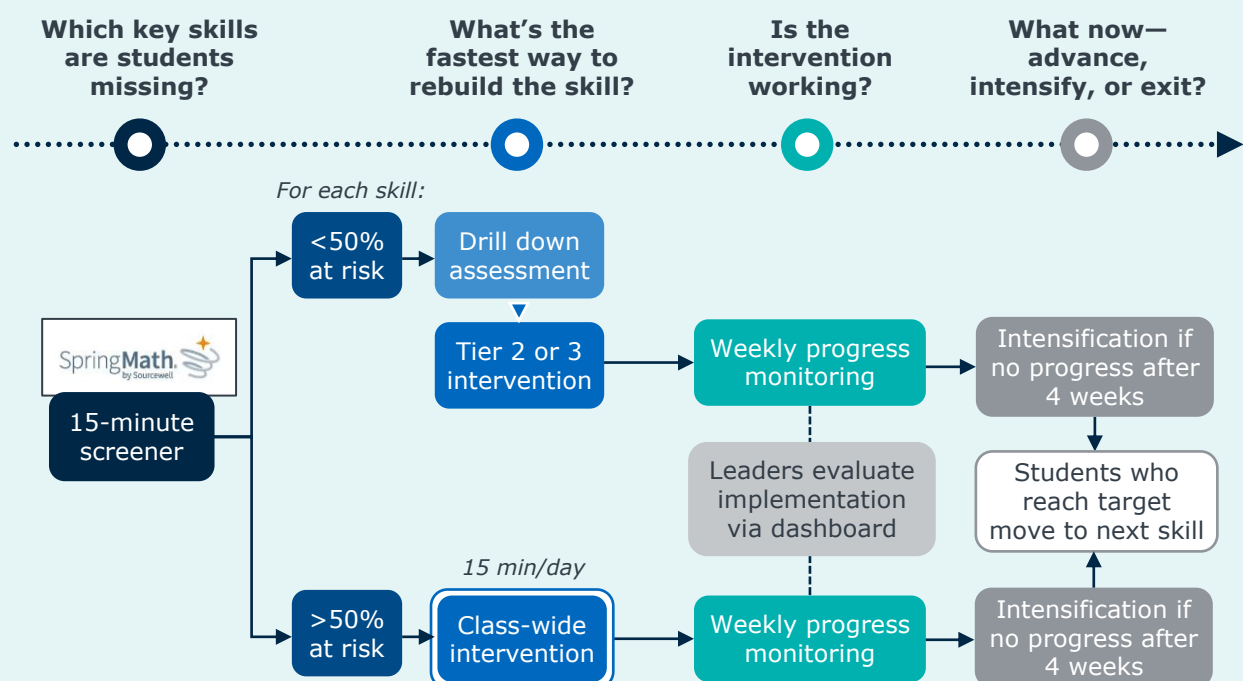 Which key skills
are students
missing?
What's the
fastest way to
rebuild the skill?
Is the
intervention
working?
What now—
advance,
intensify, or exit?
For each skill:
<50%
at risk
Drill down
assessment
SpringMath.
by Sourcewell
15-minute
screener
Tier 2 or 3
intervention
Weekly progress
monitoring
Intensification if
no progress after
4 weeks
Leaders evaluate
implementation
via dashboard
Students who
reach target
move to next skill
>50%
at risk
15 min/day
Class-wide
intervention
Weekly progress
monitoring
Intensification if
no progress after
4 weeks